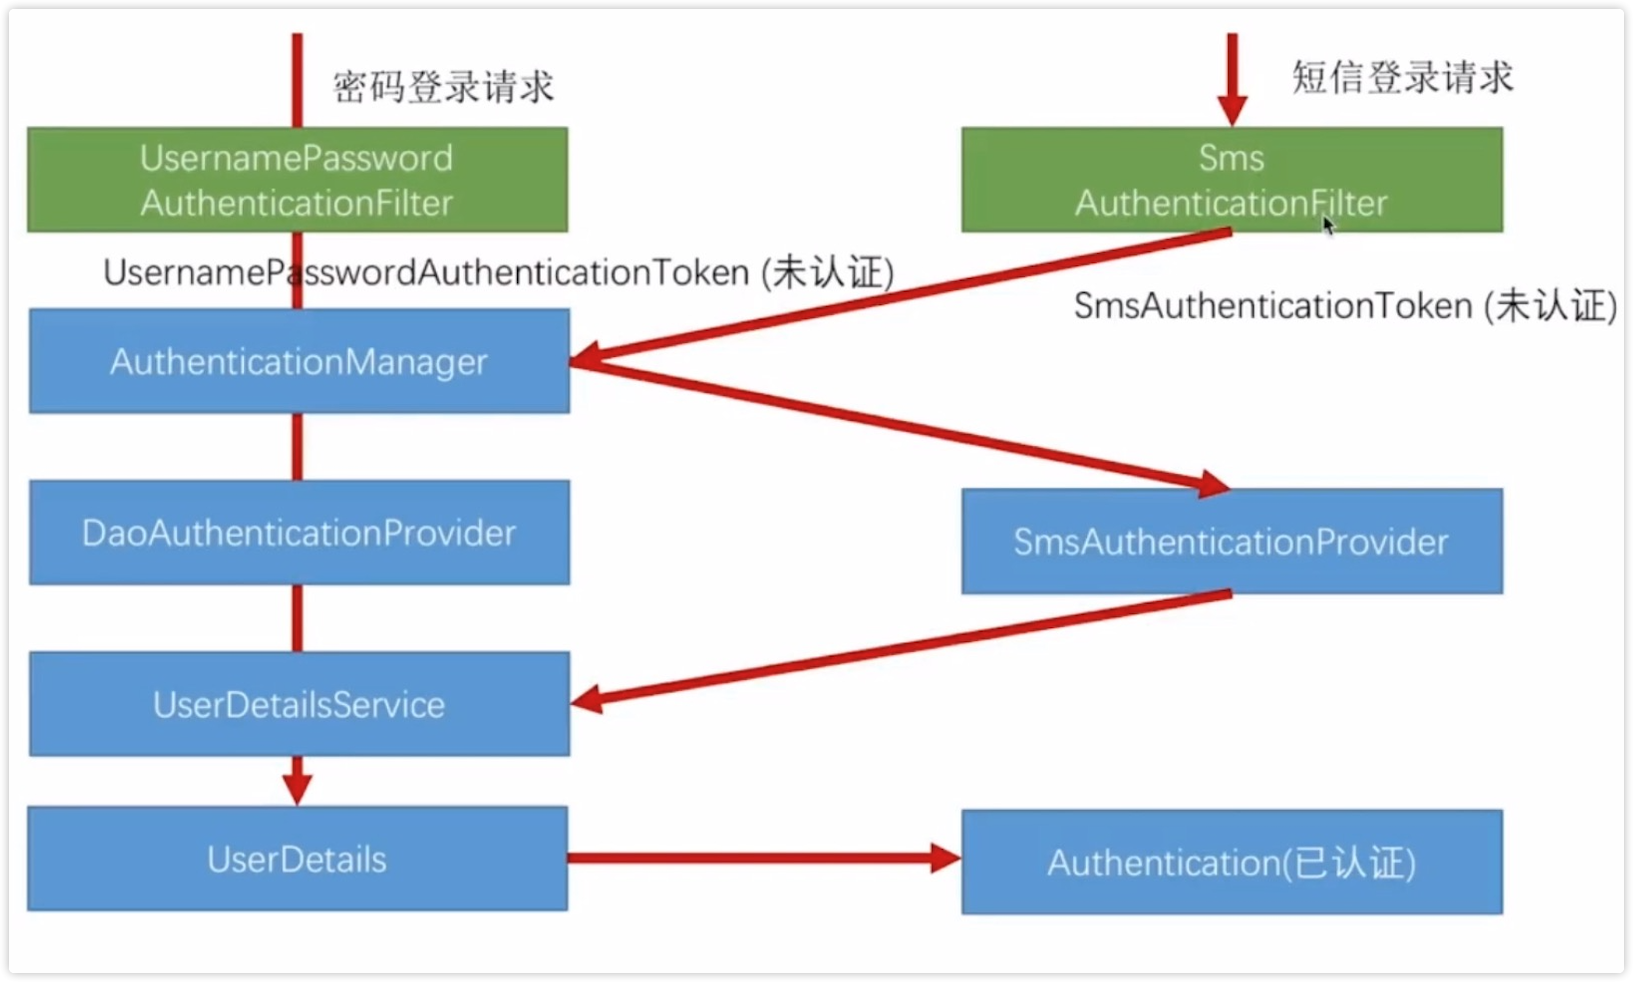 密码登录请求
短信登录请求
UsernamePassword
AuthenticationFilter
Sms
AuthenticationFilter
UsernamePasswordAuthenticationToken (未认证)
SmsAuthenticationToken (未认证)
AuthenticationManager
DaoAuthenticationProvider
SmsAuthenticationProvider
UserDetailsService
UserDetails
Authentication(已认证)